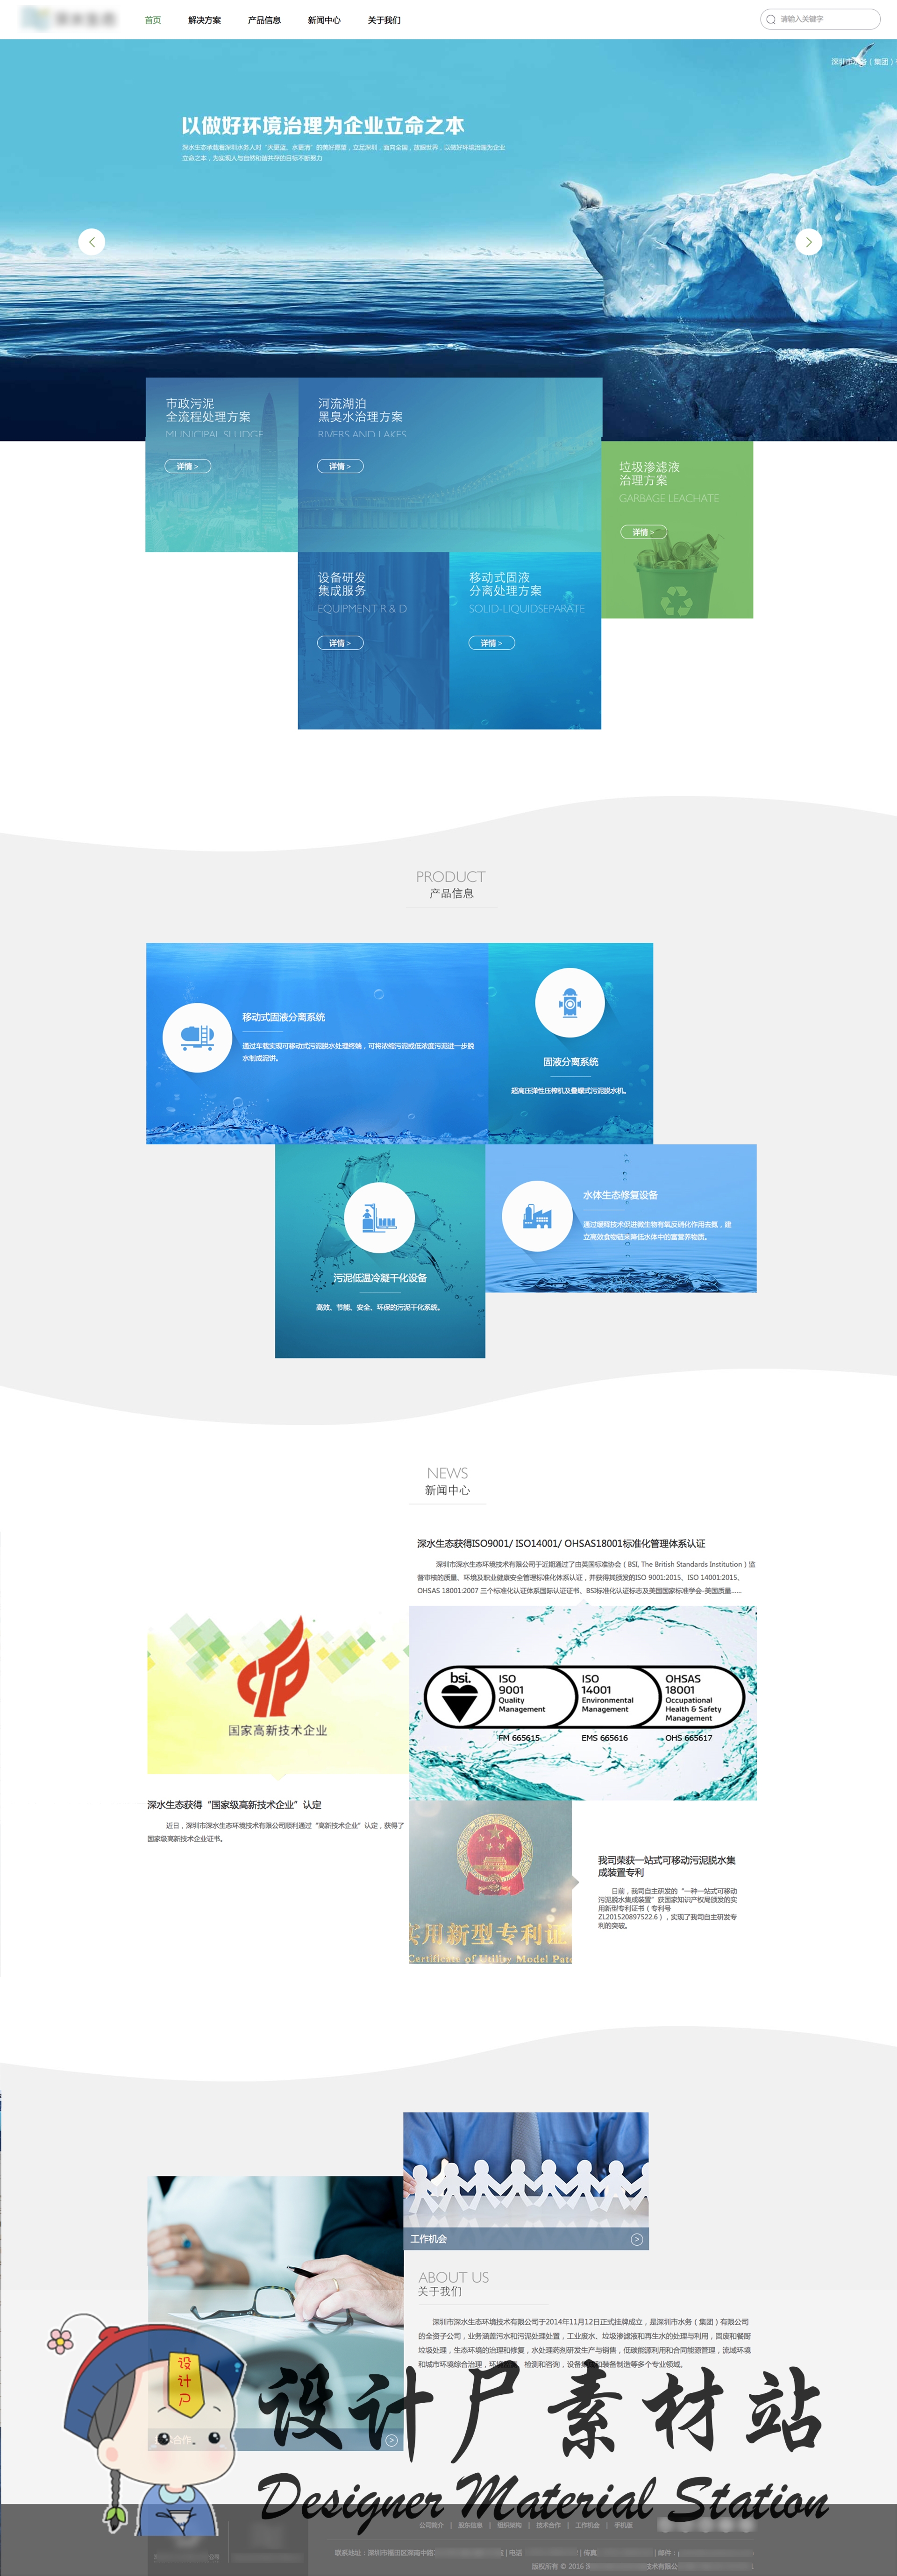 首页 解决方案 产品信息 新闻中心 关于我们
请输入关键字
以做好环境治理为企业立命之本
深水生态承载着深圳水务人对“天更蓝、水更清”的美好愿望，立足深圳，面向全国，放眼世界，以做好环境治理为企业
立命之本，为实现人与自然和谐共存的目标不断努力
市政污泥
全流程处理方案
MUNICIPAL SLUDGE
详情 >
河流湖泊
黑臭水治理方案
RIVERS AND LAKES
详情 >
垃圾渗滤液
治理方案
GARBAGE LEACHATE
详情 >
设备研发
集成服务
EQUIPMENT R & D
详情 >
移动式固液
分离处理方案
SOLID-LIQUIDSEPARATE
详情 >
PRODUCT
产品信息
移动式固液分离系统
通过车载实现可移动式污泥脱水处理终端，可将浓缩污泥或低浓度污泥进一步脱
水制成泥饼。
固液分离系统
超高压弹性压榨机及叠螺式污泥脱水机。
污泥低温冷凝干化设备
高效、节能、安全、环保的污泥干化系统。
水体生态修复设备
通过缓释技术促进微生物有氧反硝化作用去氮，建
立高效食物链来降低水体中的富营养物质。
NEWS
新闻中心
深水生态获得ISO9001/ ISO14001/ OHSAS18001标准化管理体系认证
深圳市深水生态环境技术有限公司于近期通过了由英国标准协会（BSI, The British Standards Institution）监
督审核的质量、环境及职业健康安全管理标准化体系认证，并获得其颁发的ISO 9001:2015、ISO 14001:2015、
OHSAS 18001:2007 三个标准化认证体系国际认证证书、BSI标准化认证标志及美国国家标准学会-美国质量......
国家高新技术企业
bsi.
ISO 9001 Quality Management
ISO 14001 Environmental Management
OHSAS 18001 Occupational Health & Safety Management
FM 665615 EMS 665616 OHS 665617
深水生态获得“国家级高新技术企业”认定
近日，深圳市深水生态环境技术有限公司顺利通过“高新技术企业”认定，获得了
国家级高新技术企业证书。
实用新型专利证
Certificate of Utility Model Pate
我司荣获一站式可移动污泥脱水集
成装置专利
日前，我司自主研发的“一种一站式可移动
污泥脱水集成装置”获国家知识产权局颁发的实
用新型专利证书（专利号
ZL201520897522.6），实现了我司自主研发专
利的突破。
工作机会
ABOUT US
关于我们
深圳市深水生态环境技术有限公司于2014年11月12日正式挂牌成立，是深圳市水务（集团）有限公司
的全资子公司，业务涵盖污水和污泥处理处置，工业废水、垃圾渗滤液和再生水的处理与利用，固废和餐厨
垃圾处理，生态环境的治理和修复，水处理药剂研发生产与销售，低碳能源利用和合同能源管理，流域环境
和城市环境综合治理，环境 检测和咨询，设备 装备制造等多个专业领域。
设计尸
设计尸素材站
Designer Material Station
公司简介 | 股东信息 | 组织架构 | 技术合作 | 工作机会 | 手机版
联系地址：深圳市福田区深南中路 | 电话 | 传真 | 邮件：
版权所有 © 2016 技术有限公